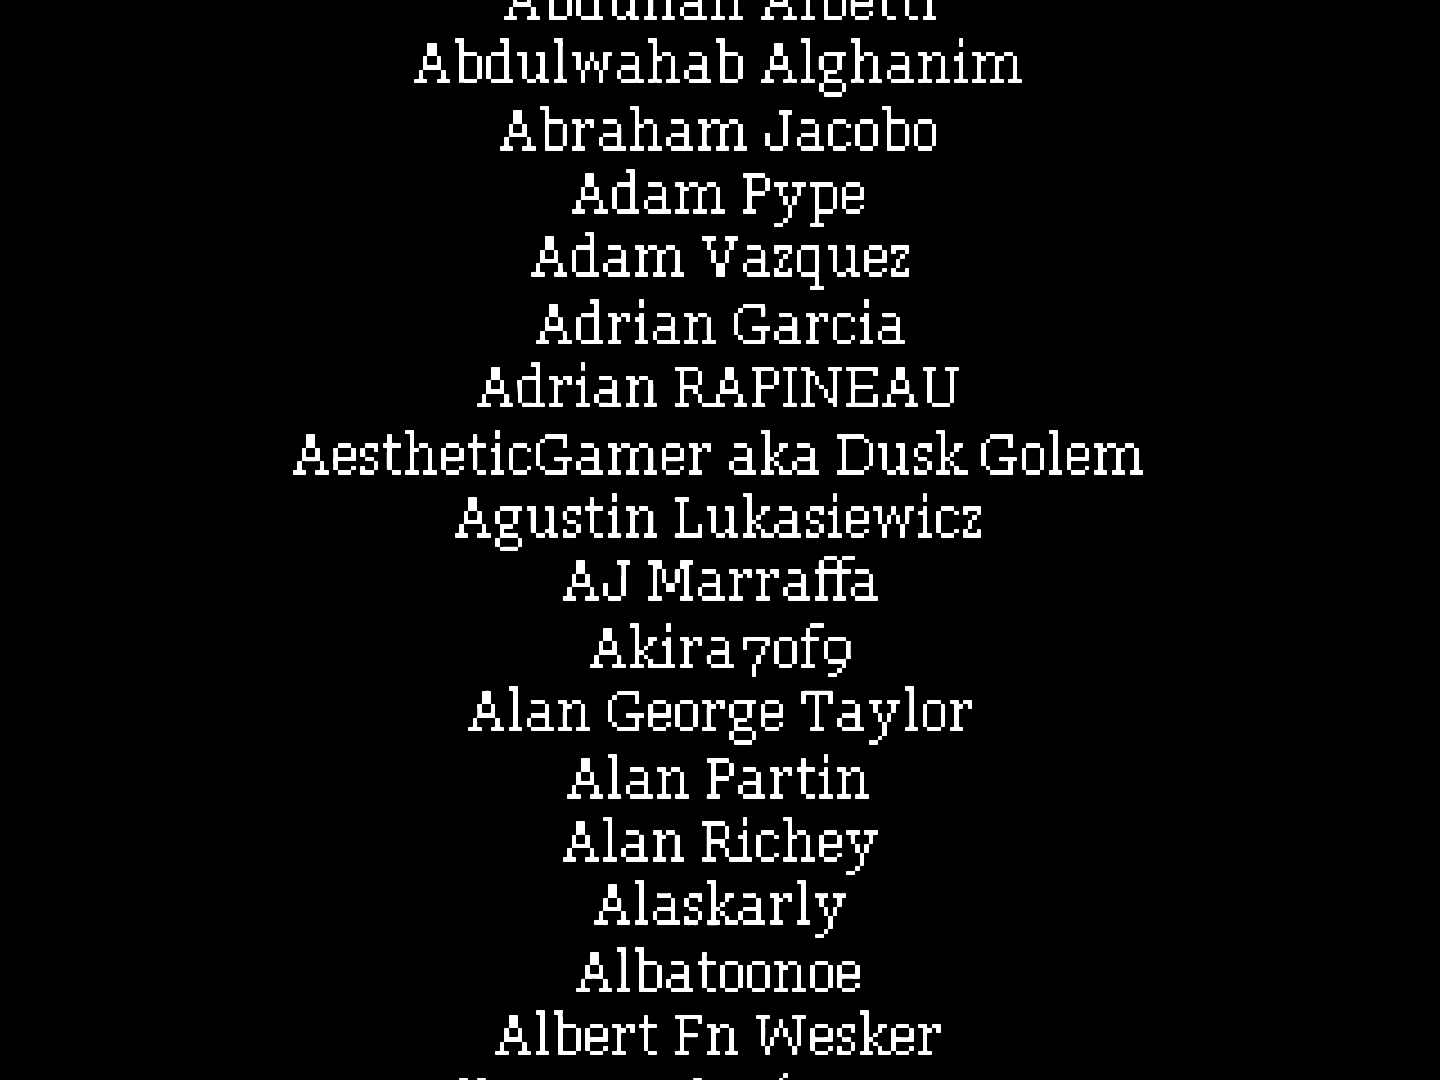 Abdulwahab Alghanim
Abraham Jacobo
Adam Pype
Adam Vazquez
Adrian Garcia
Adrian RAPINEAU
AestheticGamer aka Dusk Golem
Agustin Lukasiewicz
AJ Marraffa
Akira7of9
Alan George Taylor
Alan Partin
Alan Richey
Alaskarly
Albatoonoe
Albert Fn Wesker